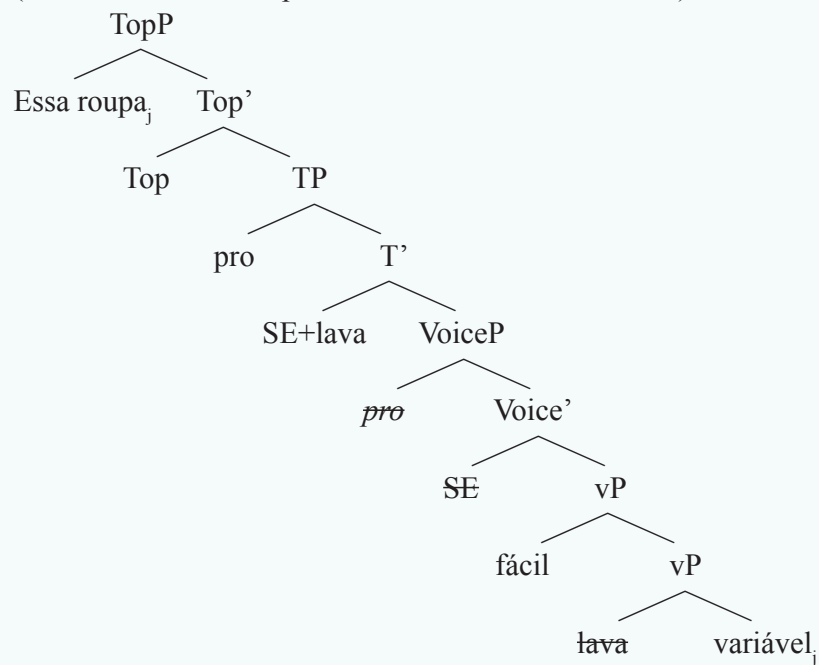 TopP
Essa roupaj Top’
Top TP
pro T’
SE+lava VoiceP
pro Voice’
SE vP
fácil vP
lava variávelj